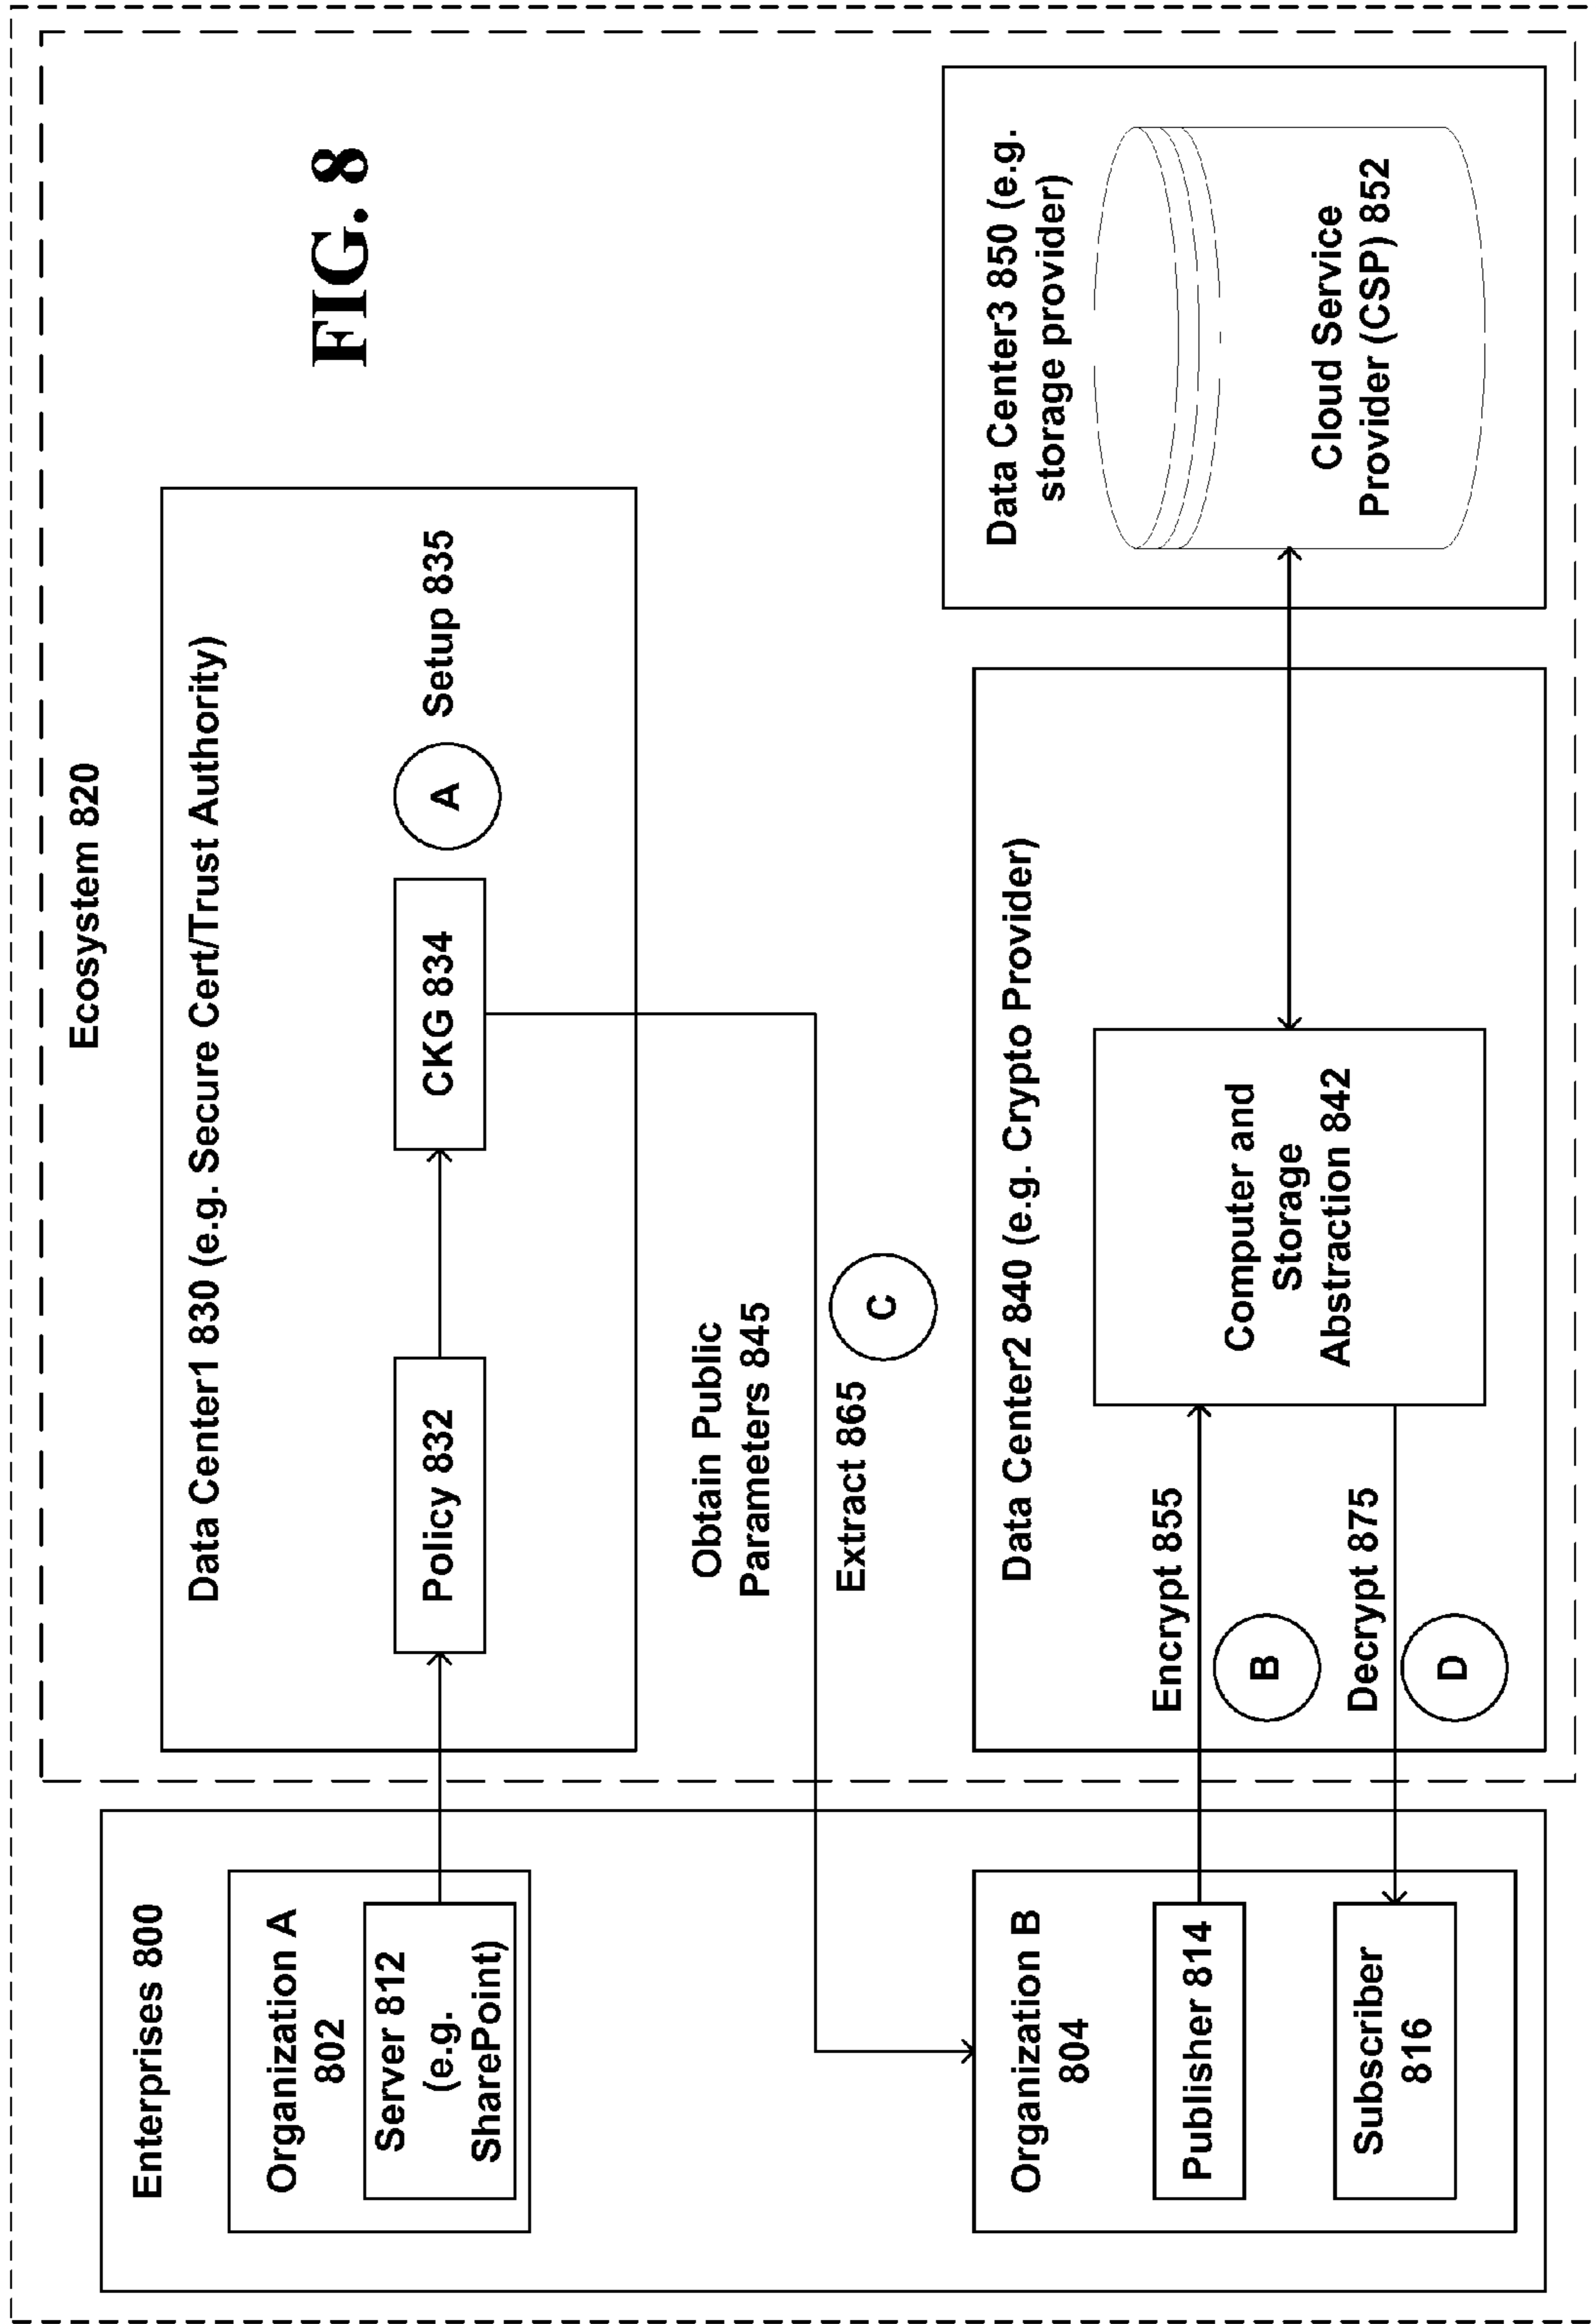 Ecosystem 820
Enterprises 800
Data Center1 830 (e.g. Secure Cert/Trust Authority)
FIG. 8
Organization A
802
Server 812
(e.g.
SharePoint)
Policy 832
CKG 834
A
Setup 835
Obtain Public
Parameters 845
Extract 865
C
Organization B
804
Publisher 814
Subscriber
816
Data Center2 840 (e.g. Crypto Provider)
Encrypt 855
B
Decrypt 875
D
Computer and
Storage
Abstraction 842
Data Center3 850 (e.g.
storage provider)
Cloud Service
Provider (CSP) 852